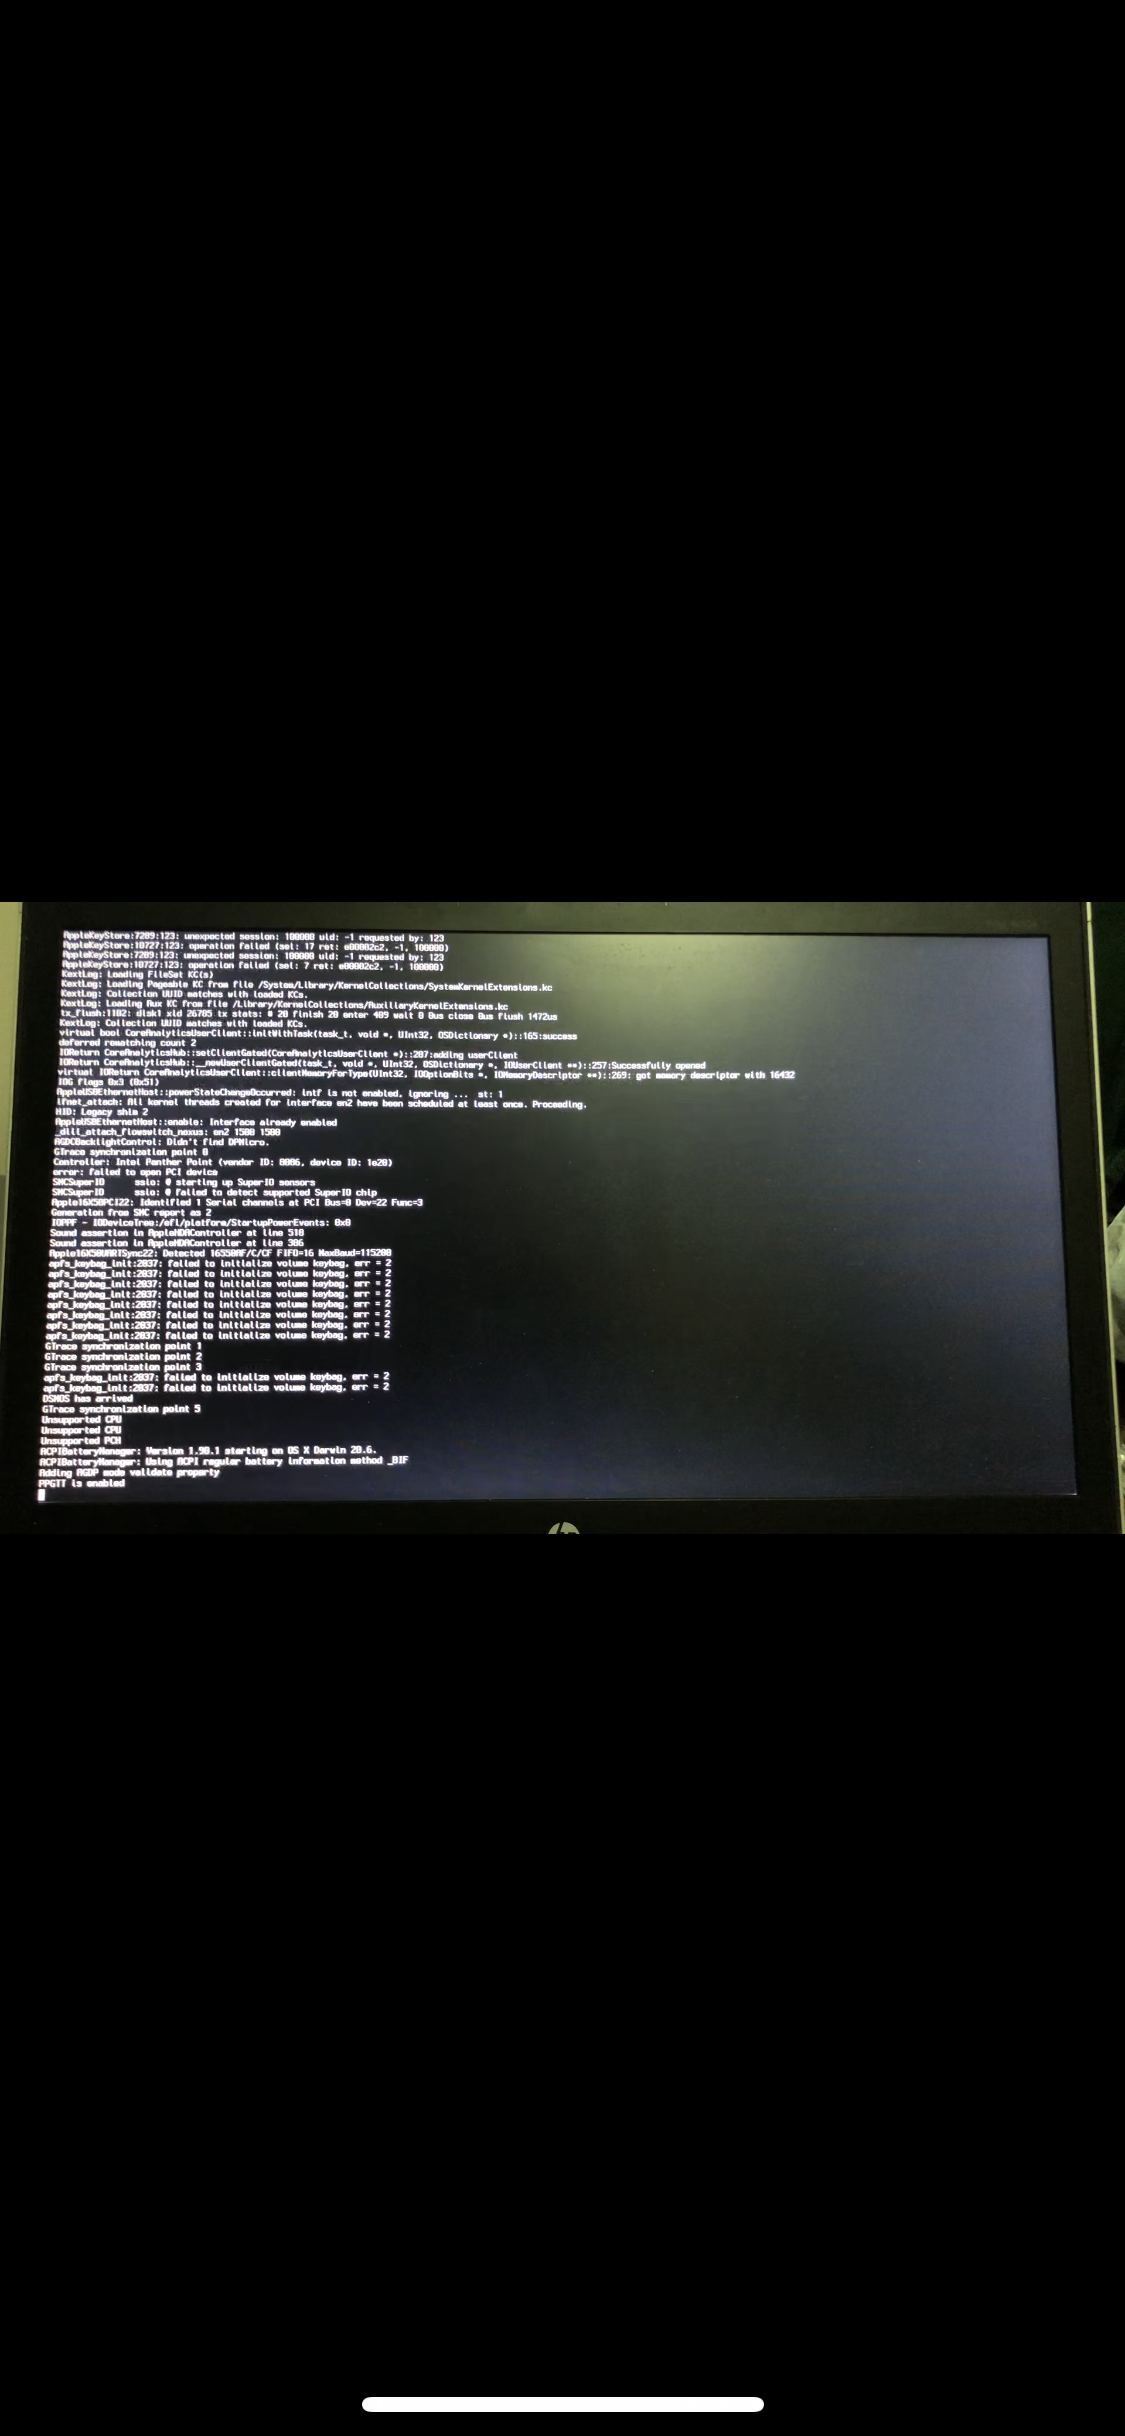 AppleKeyStore:7209:123: unexpected session: 100000 uid: -1 requested by: 123
AppleKeyStore:10727:123: operation failed (sel: 17 ret: e00002c2, -1, 100000)
AppleKeyStore:7209:123: unexpected session: 100000 uid: -1 requested by: 123
AppleKeyStore:10727:123: operation failed (sel: 7 ret: e00002c2, -1, 100000)
KextLog: Loading FileSet KC(s)
KextLog: Loading Pageable KC from file /System/Library/KernelCollections/SystemKernelExtensions.kc
KextLog: Collection UUID matches with loaded KCs.
KextLog: Loading Aux KC from file /Library/KernelCollections/AuxiliaryKernelExtensions.kc
tx_flush:1102: disk1 xid 26705 tx stats: # 20 finish 20 enter 409 wait 0 0us close 0us flush 1472us
KextLog: Collection UUID matches with loaded KCs.
virtual bool CoreAnalyticsUserClient::initWithTask(task_t, void *, UInt32, OSDictionary *)::165:success
deferred rematching count 2
IOReturn CoreAnalyticsHub::setClientGated(CoreAnalyticsUserClient *)::207:adding userClient
IOReturn CoreAnalyticsHub::__newUserClientGated(task_t, void *, UInt32, OSDictionary *, IOUserClient **)::257:Successfully opened
virtual IOReturn CoreAnalyticsUserClient::clientMemoryForType(UInt32, IOOptionBits *, IOMemoryDescriptor **)::269: got memory descriptor with 16432
IOG flags 0x3 (0x51)
AppleUSBEthernetHost::powerStateChangeOccurred: intf is not enabled, ignoring ... st: 1
ifnet_attach: All kernel threads created for interface en2 have been scheduled at least once. Proceeding.
HID: Legacy shim 2
AppleUSBEthernetHost::enable: Interface already enabled
_dlil_attach_flowswitch_nexus: en2 1500 1500
AGDCBacklightControl: Didn't find DPMicro.
GTrace synchronization point 0
Controller: Intel Panther Point (vendor ID: 8086, device ID: 1e20)
error: failed to open PCI device
SMCSuperIO ssio: @ starting up SuperIO sensors
SMCSuperIO ssio: @ failed to detect supported SuperIO chip
Apple16X50PCI22: Identified 1 Serial channels at PCI Bus=0 Dev=22 Func=3
Generation from SMC report as 2
IOPPF - IODeviceTree:/efi/platform/StartupPowerEvents: 0x0
Sound assertion in AppleHDAController at line 510
Sound assertion in AppleHDAController at line 306
Apple16X50UARTSync22: Detected 16550AF/C/CF FIFO=16 MaxBaud=115200
apfs_keybag_init:2037: failed to initialize volume keybag, err = 2
apfs_keybag_init:2037: failed to initialize volume keybag, err = 2
apfs_keybag_init:2037: failed to initialize volume keybag, err = 2
apfs_keybag_init:2037: failed to initialize volume keybag, err = 2
apfs_keybag_init:2037: failed to initialize volume keybag, err = 2
apfs_keybag_init:2037: failed to initialize volume keybag, err = 2
apfs_keybag_init:2037: failed to initialize volume keybag, err = 2
apfs_keybag_init:2037: failed to initialize volume keybag, err = 2
GTrace synchronization point 1
GTrace synchronization point 2
GTrace synchronization point 3
apfs_keybag_init:2037: failed to initialize volume keybag, err = 2
apfs_keybag_init:2037: failed to initialize volume keybag, err = 2
DSMOS has arrived
GTrace synchronization point 5
Unsupported CPU
Unsupported CPU
Unsupported PCH
ACPIBatteryManager: Version 1.90.1 starting on OS X Darwin 20.6.
ACPIBatteryManager: Using ACPI regular battery information method _BIF
Adding AGDP mode validate property
PPGTT is enabled
hp